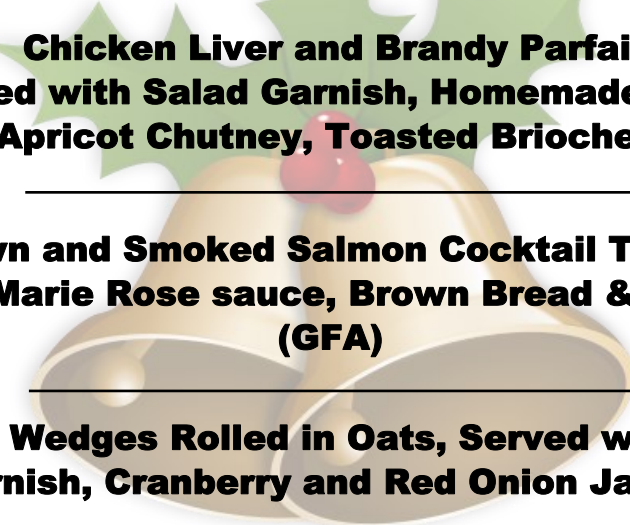 Chicken Liver and Brandy Parfai
ed with Salad Garnish, Homemade
Apricot Chutney, Toasted Brioche
yn and Smoked Salmon Cocktail T
Marie Rose sauce, Brown Bread &
(GFA)
Wedges Rolled in Oats, Served w
rnish, Cranberry and Red Onion Ja